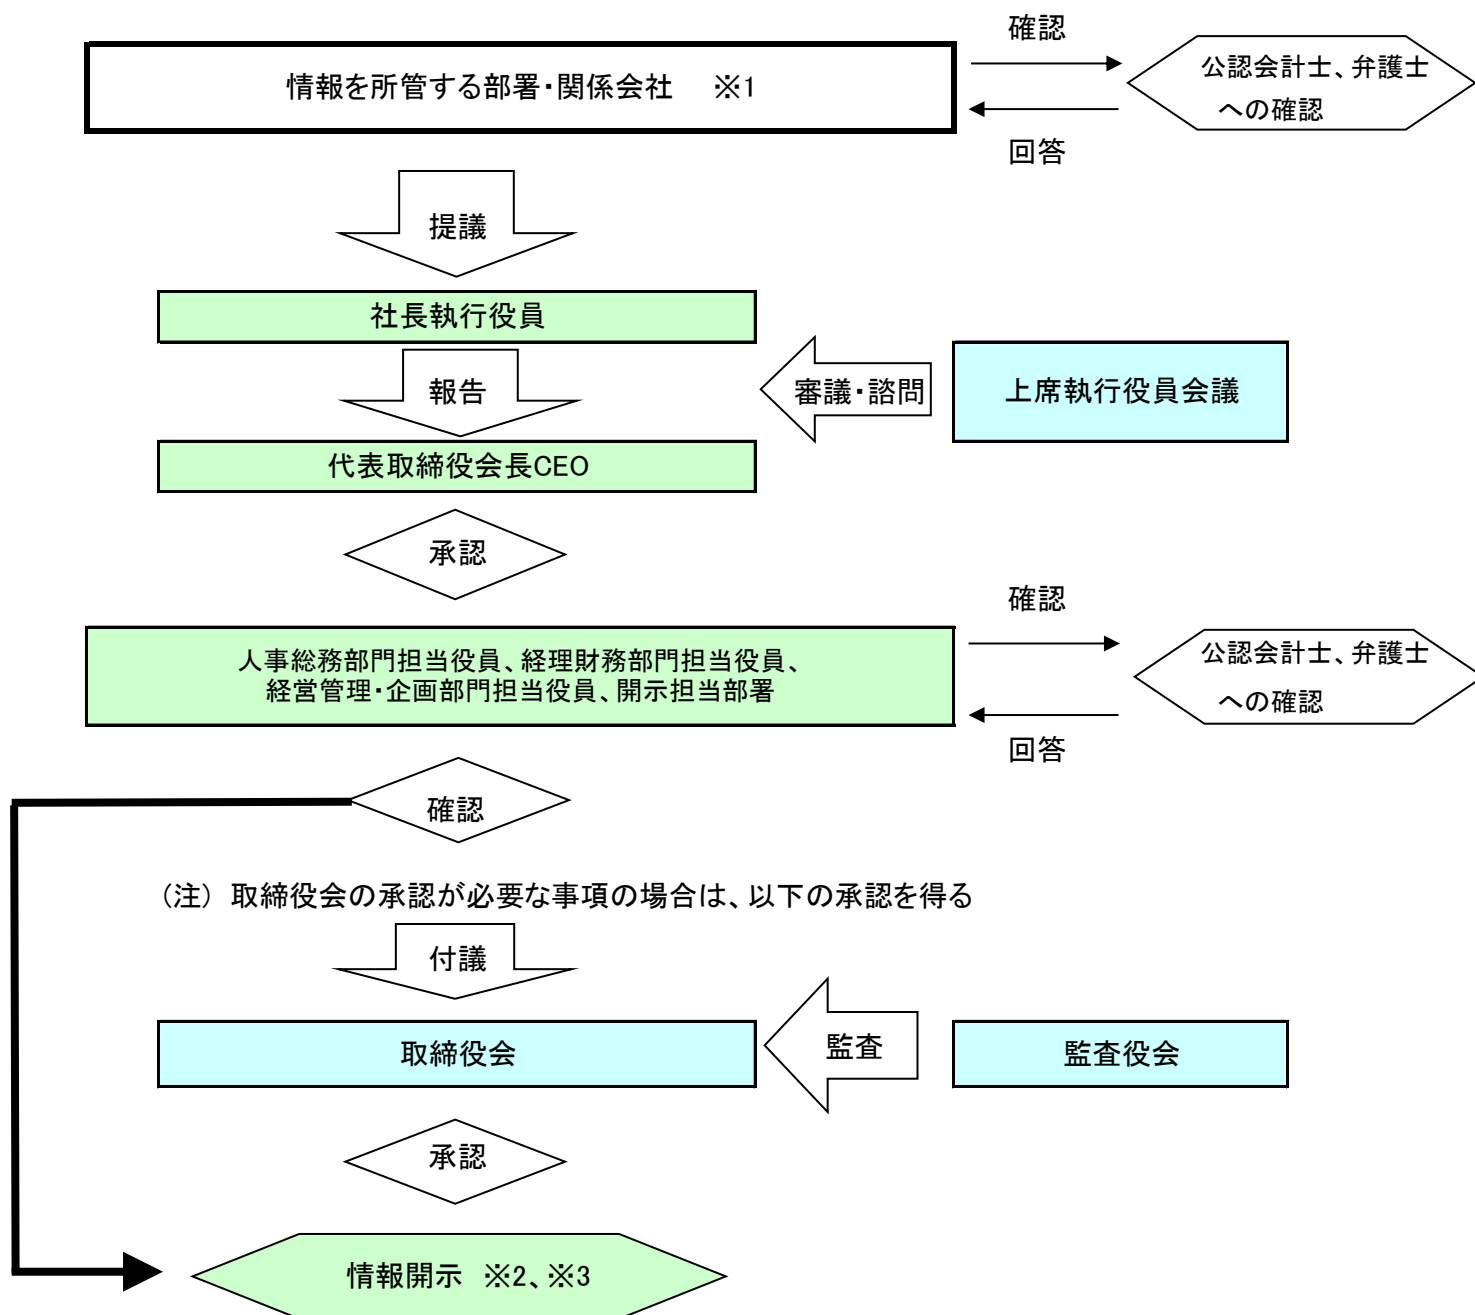 確認
情報を所管する部署・関係会社　※1
公認会計士、弁護士
への確認
回答
提議
社長執行役員
報告
審議・諮問
上席執行役員会議
代表取締役会長CEO
承認
確認
人事総務部門担当役員、経理財務部門担当役員、
経営管理・企画部門担当役員、開示担当部署
公認会計士、弁護士
への確認
回答
確認
（注） 取締役会の承認が必要な事項の場合は、以下の承認を得る
付議
取締役会
監査
監査役会
承認
情報開示　※2、※3